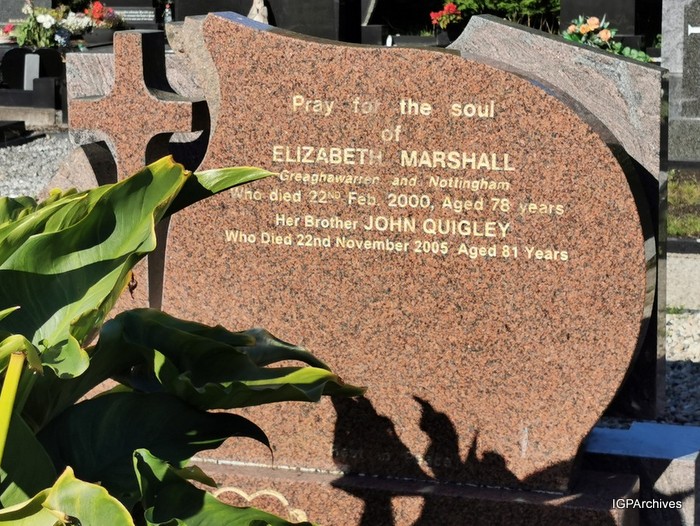 Pray for the soul
of
ELIZABETH MARSHALL
Greaghawarren and Nottingham
Who died 22nd Feb. 2000, Aged 78 years
Her Brother JOHN QUIGLEY
Who Died 22nd November 2005 Aged 81 Years
IGPArchives